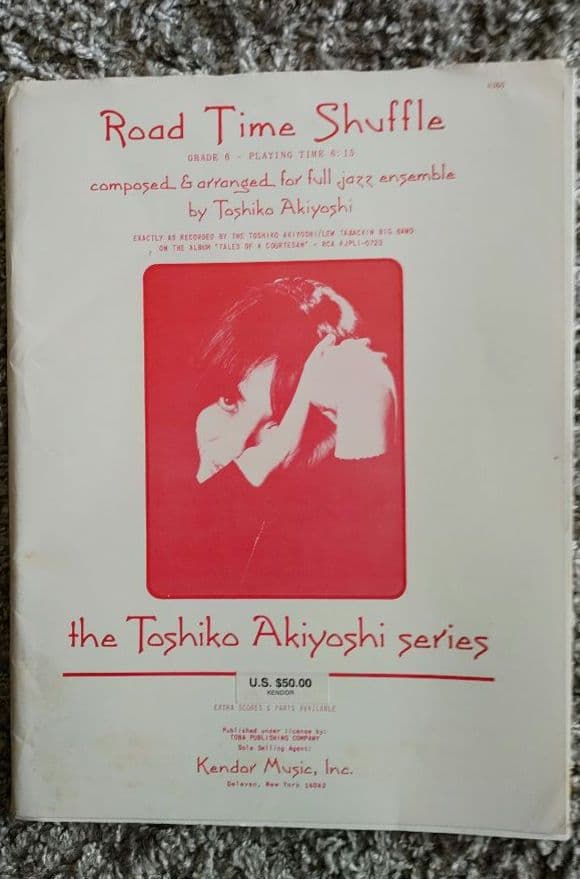 Road Time Shuffle
GRADE 6 - PLAYING TIME 6:15
composed & arranged for full jazz ensemble
by Toshiko Akiyoshi
EXACTLY AS RECORDED BY THE TOSHIKO AKIYOSHI/LEW TABACKIN BIG BAND
ON THE ALBUM "TALES OF A COURTESAN" - RCA #JPL1-0723
the Toshiko Akiyoshi series
U.S. $50.00
KENDOR
EXTRA SCORES & PARTS AVAILABLE
Published under license by:
TOBA PUBLISHING COMPANY
Sole Selling Agent:
Kendor Music, Inc.
Delevan, New York 14042